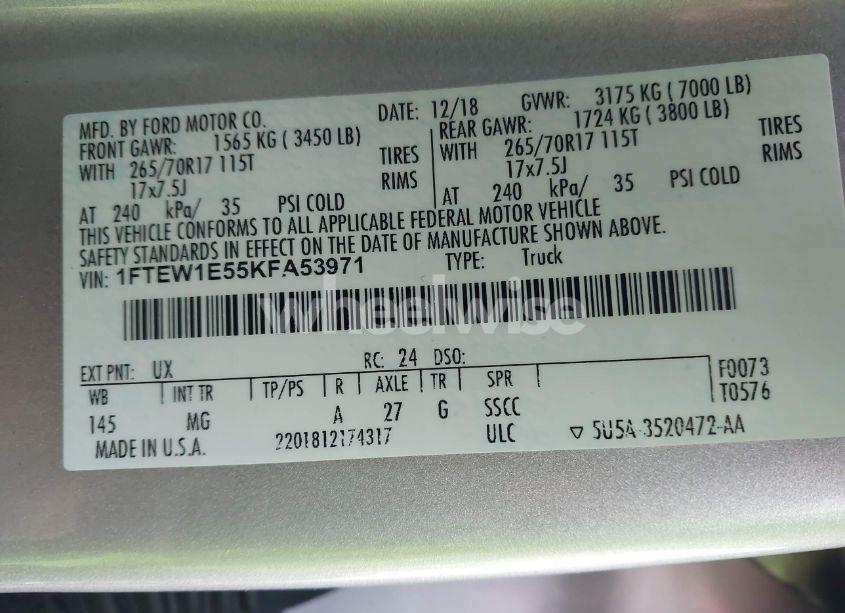 MFD. BY FORD MOTOR CO. DATE: 12/18 GVWR: 3175 KG ( 7000 LB)
FRONT GAWR: 1565 KG ( 3450 LB) REAR GAWR: 1724 KG ( 3800 LB)
WITH 265/70R17 115T TIRES WITH 265/70R17 115T TIRES
17x7.5J RIMS 17x7.5J RIMS
AT 240 kPa/ 35 PSI COLD AT 240 kPa/ 35 PSI COLD
THIS VEHICLE CONFORMS TO ALL APPLICABLE FEDERAL MOTOR VEHICLE
SAFETY STANDARDS IN EFFECT ON THE DATE OF MANUFACTURE SHOWN ABOVE.
VIN: 1FTEW1E55KFA53971 TYPE: Truck
wheelwise
EXT PNT: UX RC: 24 DSO:
WB INT TR TP/PS R AXLE TR SPR F0073
145 MG A 27 G SSCC T0576
MADE IN U.S.A. 2201812174317 ULC ▽ 5U5A-3520472-AA